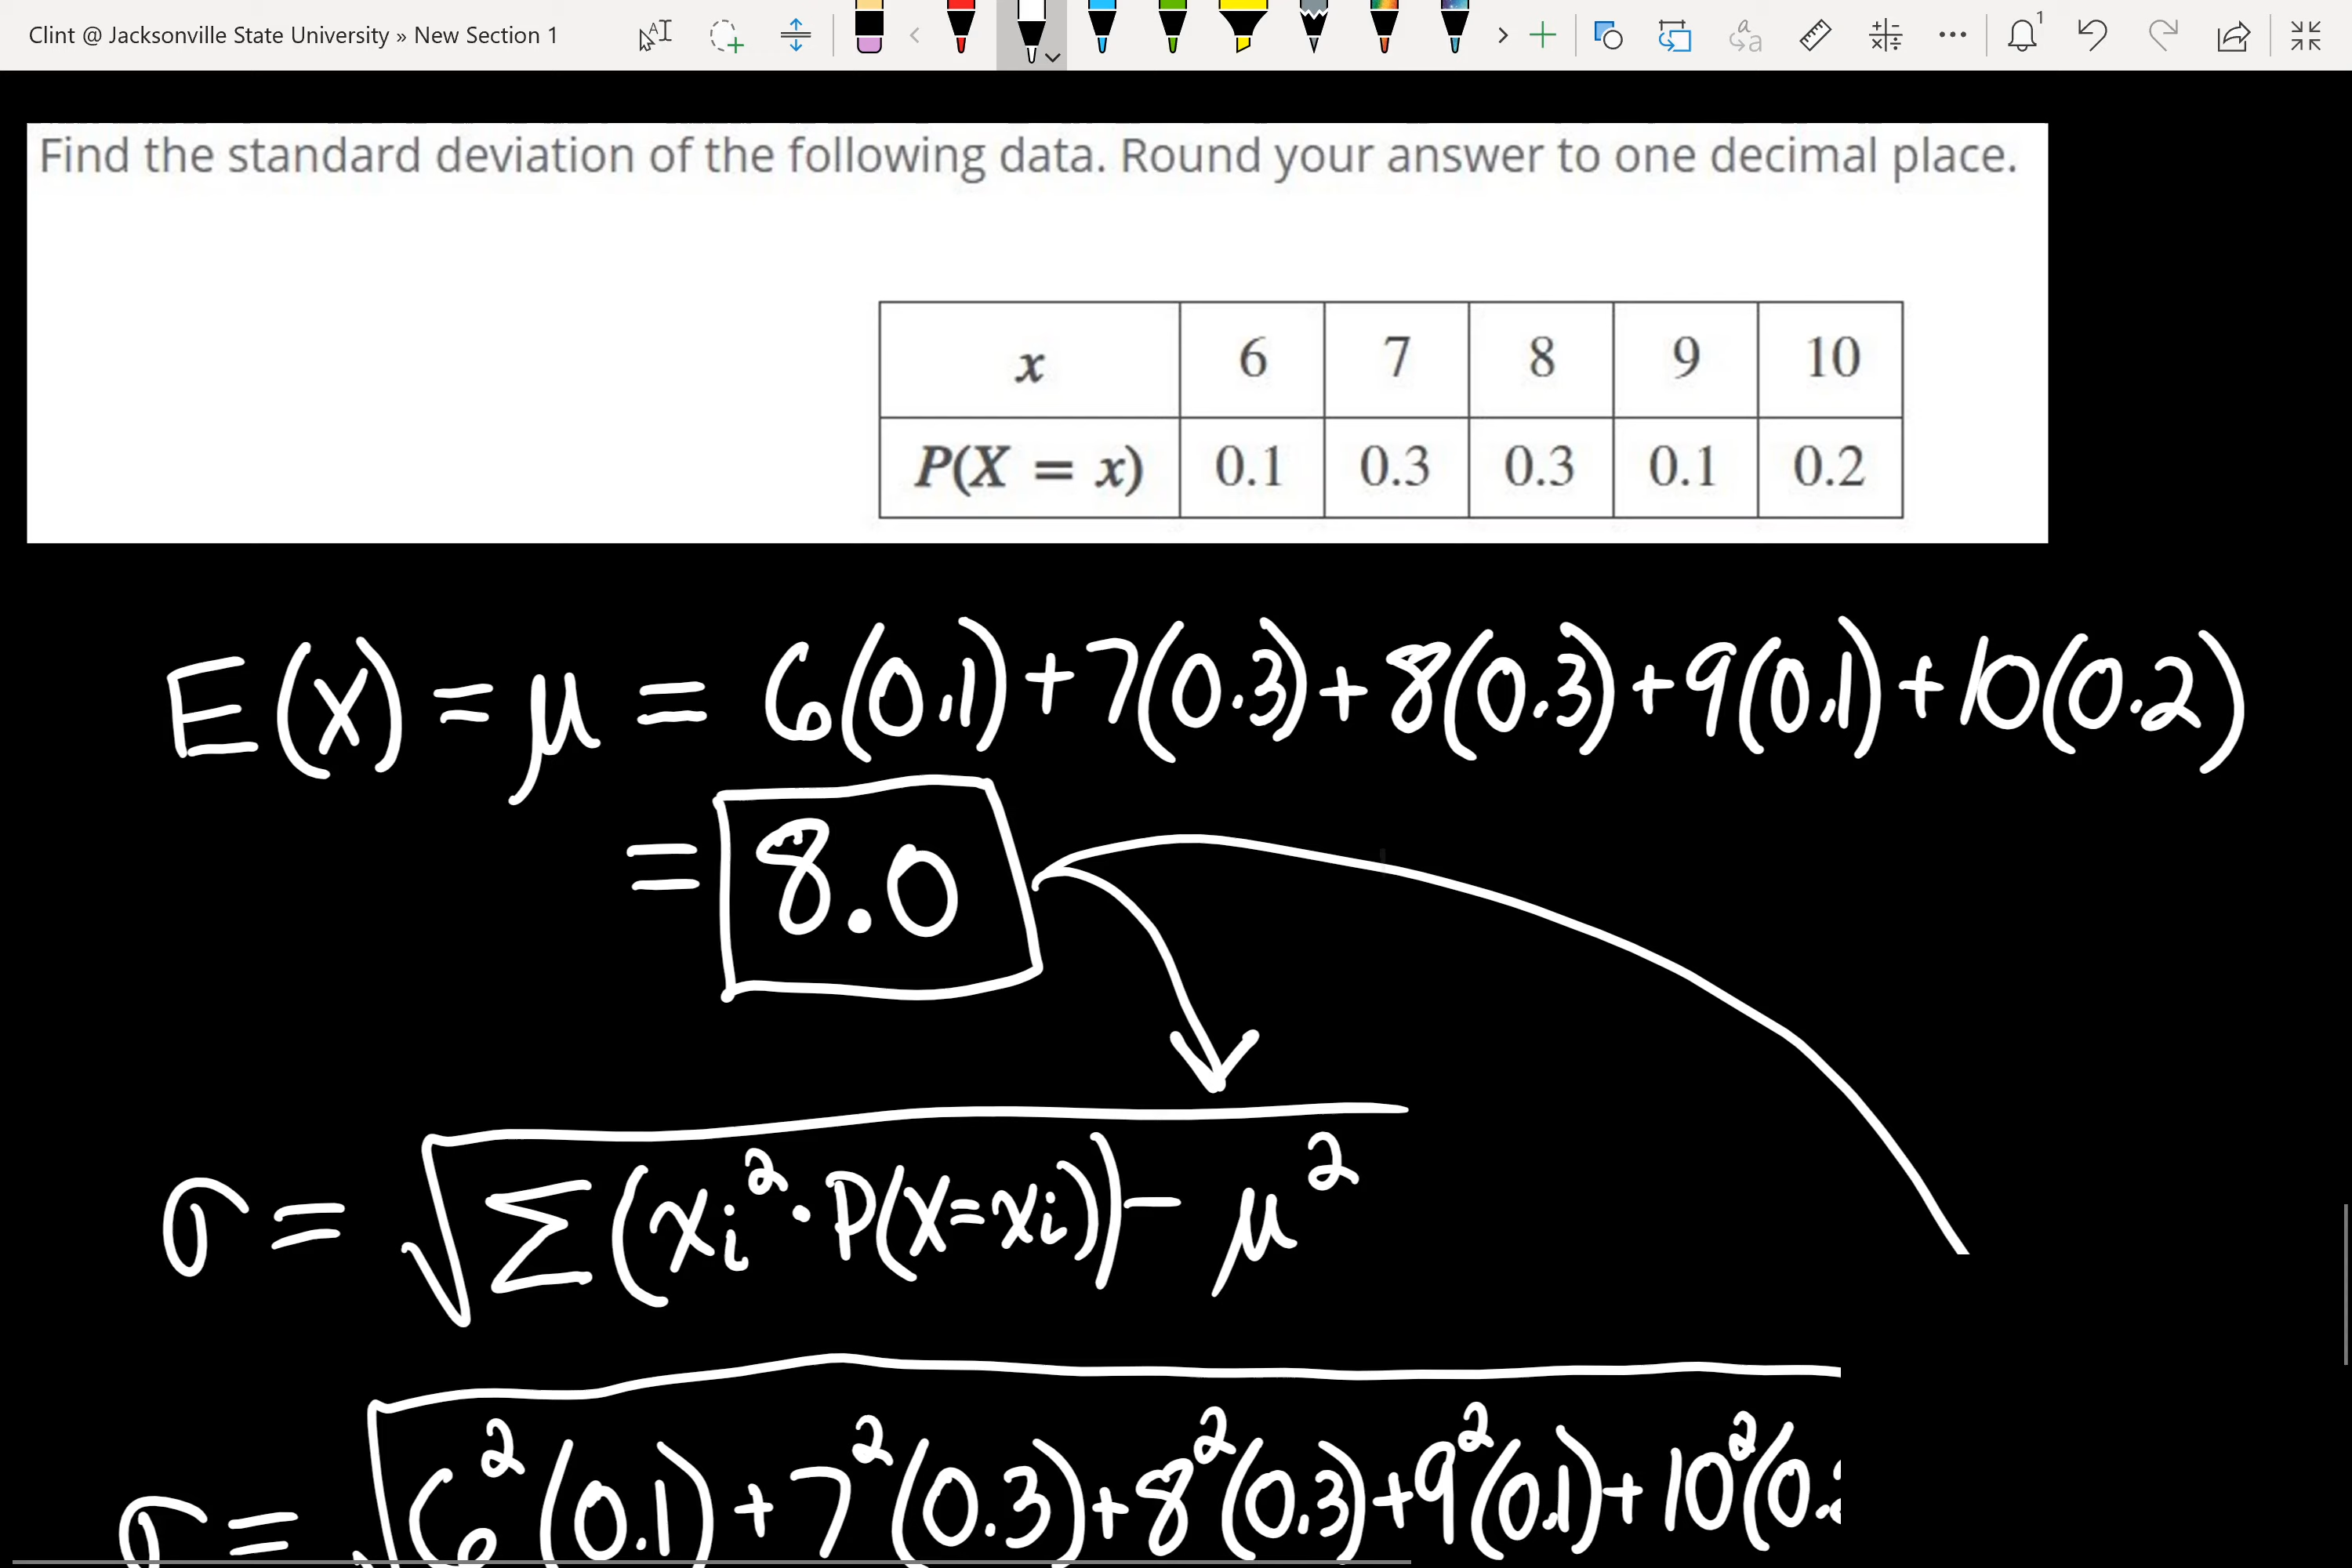 Clint @ Jacksonville State University » New Section 1
Find the standard deviation of the following data. Round your answer to one decimal place.
x 6 7 8 9 10
P(X = x) 0.1 0.3 0.3 0.1 0.2
E(X) = μ = 6(0.1)+7(0.3)+8(0.3)+9(0.1)+10(0.2)
= 8.0
σ = √Σ(xᵢ²·P(X=xᵢ)) − μ²
σ = √6²(0.1)+7²(0.3)+8²(0.3)+9²(0.1)+10²(0.